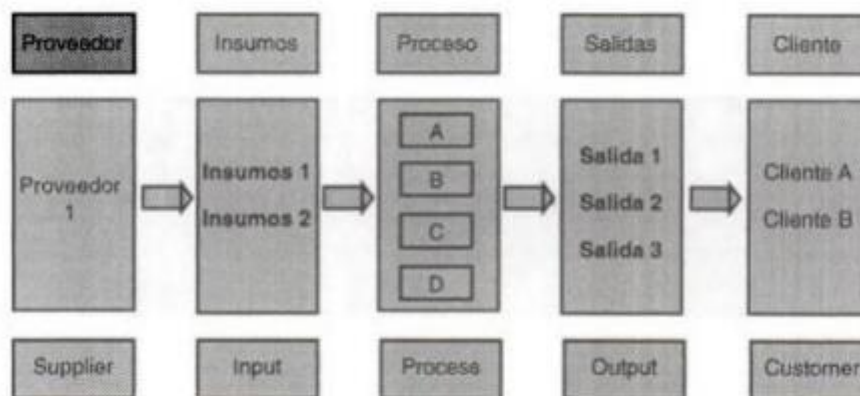 Proveedor
Insumos
Proceso
Salidas
Cliente
Proveedor
1
Insumos 1
Insumos 2
A
B
C
D
Salida 1
Salida 2
Salida 3
Cliente A
Cliente B
Supplier
Input
Process
Output
Customer